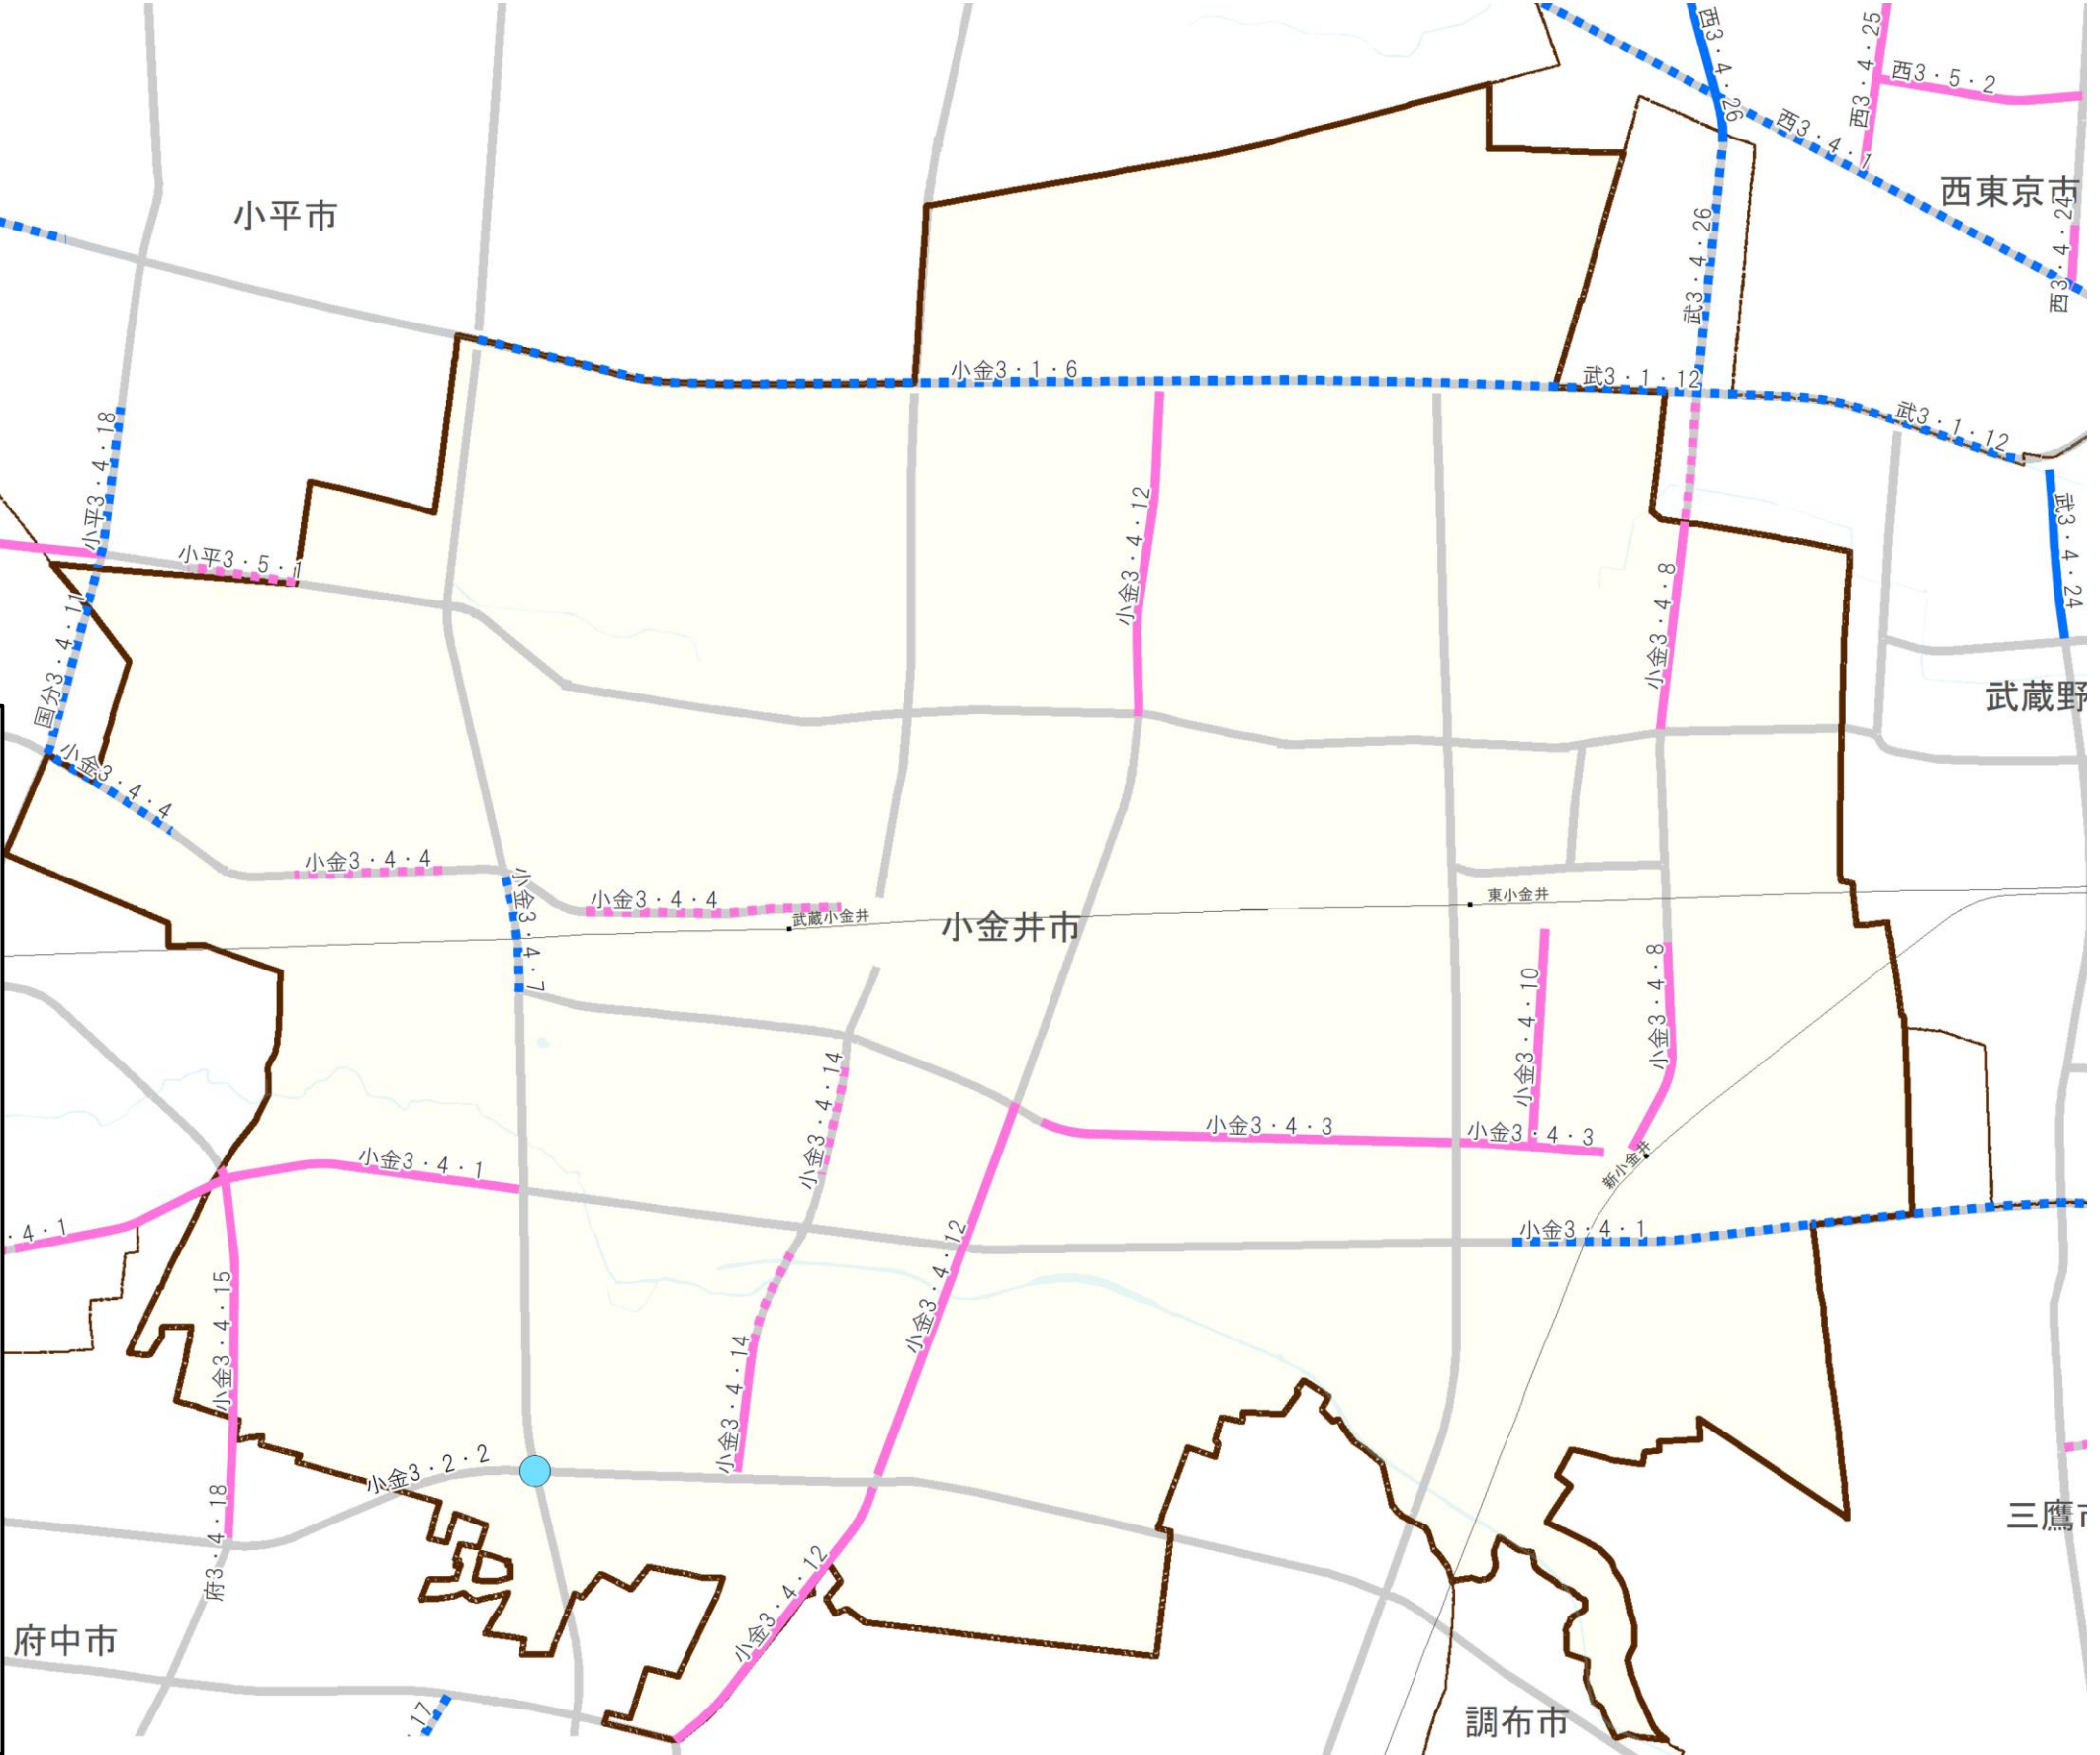 西3・4・26
西3・4・25
西3・5・2
西3・4・1
西東京市
小平市
武3・4・26
西3・4・24
小金3・1・6
武3・1・12
武3・1・12
小平3・4・18
小金3・4・12
武3・4・24
小平3・5・1
小金3・4・8
国分3・4・11
武蔵野
小金3・4・4
小金3・4・4
小金3・4・7
小金3・4・4
武蔵小金井
小金井市
東小金井
小金3・4・10
小金3・4・8
小金3・4・14
小金3・4・3
小金3・4・3
小金3・4・1
新小金井
・4・1
小金3・4・12
小金3・4・1
小金3・4・15
小金3・4・14
小金3・2・2
府3・4・18
三鷹市
小金3・4・12
府中市
・17
調布市